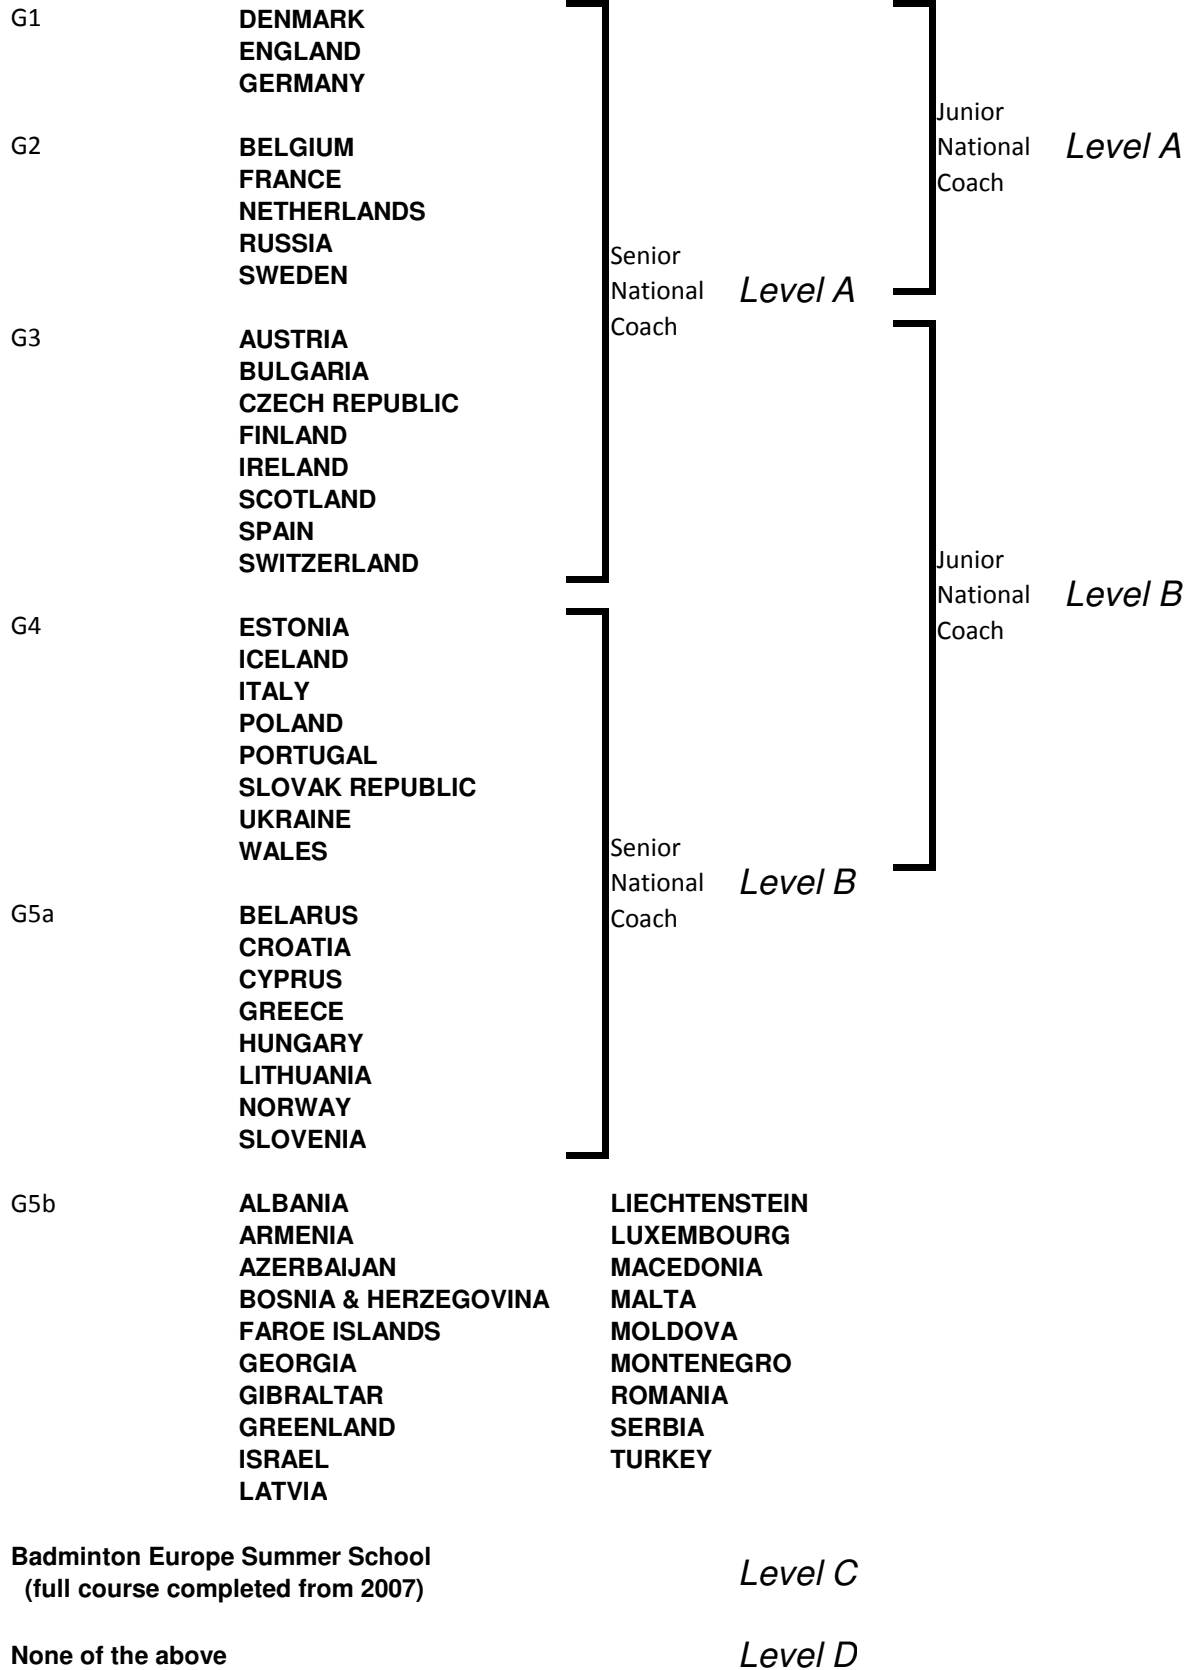 G1 DENMARK
ENGLAND
GERMANY
Junior
National
Coach
Level A
G2 BELGIUM
FRANCE
NETHERLANDS
RUSSIA
SWEDEN
Senior
National
Coach
Level A
G3 AUSTRIA
BULGARIA
CZECH REPUBLIC
FINLAND
IRELAND
SCOTLAND
SPAIN
SWITZERLAND
Junior
National
Coach
Level B
G4 ESTONIA
ICELAND
ITALY
POLAND
PORTUGAL
SLOVAK REPUBLIC
UKRAINE
WALES
Senior
National
Coach
Level B
G5a BELARUS
CROATIA
CYPRUS
GREECE
HUNGARY
LITHUANIA
NORWAY
SLOVENIA
G5b ALBANIA LIECHTENSTEIN
ARMENIA LUXEMBOURG
AZERBAIJAN MACEDONIA
BOSNIA & HERZEGOVINA MALTA
FAROE ISLANDS MOLDOVA
GEORGIA MONTENEGRO
GIBRALTAR ROMANIA
GREENLAND SERBIA
ISRAEL TURKEY
LATVIA
Badminton Europe Summer School
(full course completed from 2007)
Level C
None of the above Level D